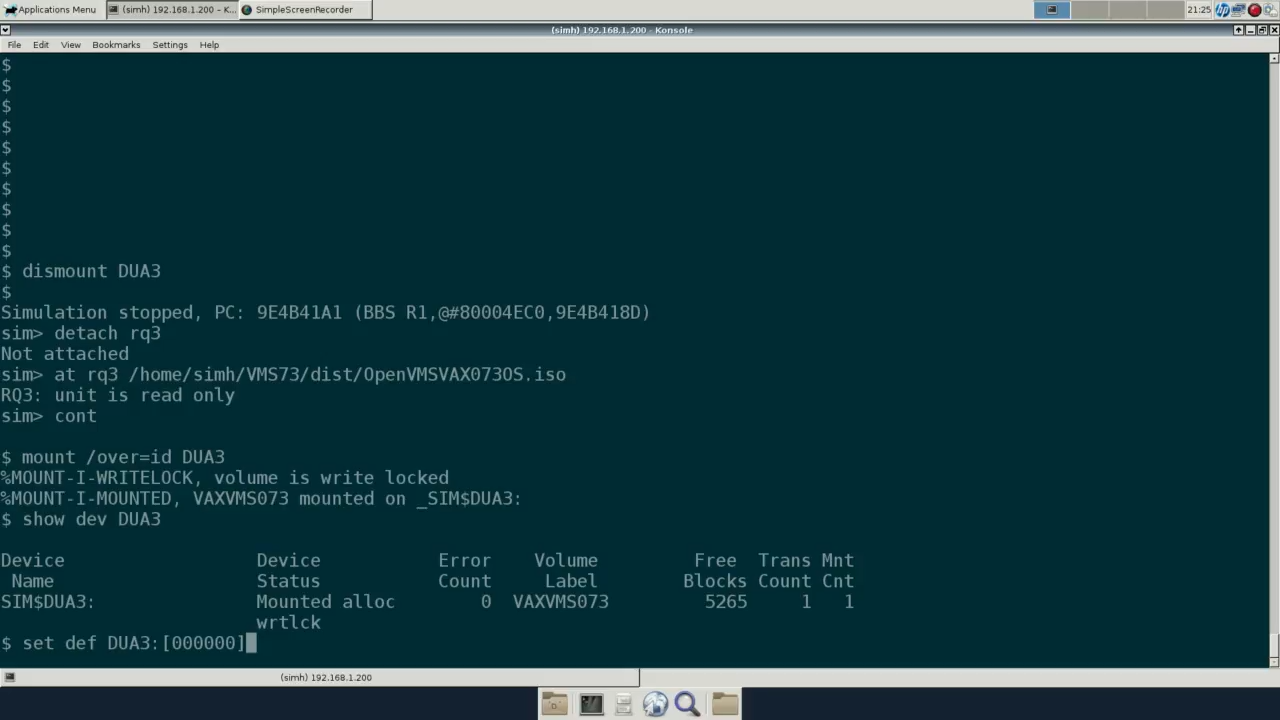 Applications Menu (simh) 192.168.1.200 - K... SimpleScreenRecorder 21:25
(simh) 192.168.1.200 - Konsole
File Edit View Bookmarks Settings Help
$
$
$
$
$
$
$
$
$
$
$ dismount DUA3
$
Simulation stopped, PC: 9E4B41A1 (BBS R1,@#80004EC0,9E4B418D)
sim> detach rq3
Not attached
sim> at rq3 /home/simh/VMS73/dist/OpenVMSVAX073OS.iso
RQ3: unit is read only
sim> cont
$ mount /over=id DUA3
%MOUNT-I-WRITELOCK, volume is write locked
%MOUNT-I-MOUNTED, VAXVMS073 mounted on _SIM$DUA3:
$ show dev DUA3
Device Device Error Volume Free Trans Mnt
Name Status Count Label Blocks Count Cnt
SIM$DUA3: Mounted alloc 0 VAXVMS073 5265 1 1
wrtlck
$ set def DUA3:[000000]
(simh) 192.168.1.200